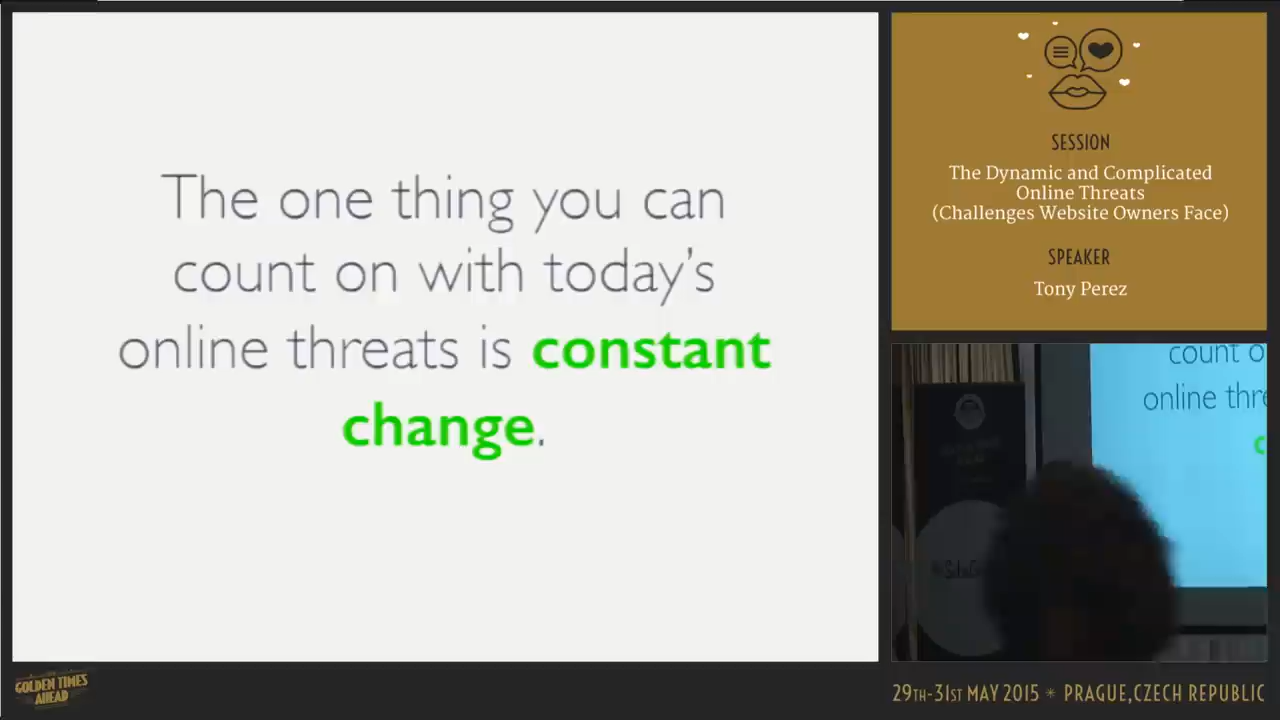 The one thing you can
count on with today's
online threats is constant
change.
SESSION
The Dynamic and Complicated
Online Threats
(Challenges Website Owners Face)
SPEAKER
Tony Perez
count o
online thre
c
GOLDEN TIMES
AHEAD
29TH-31ST MAY 2015 * PRAGUE, CZECH REPUBLIC